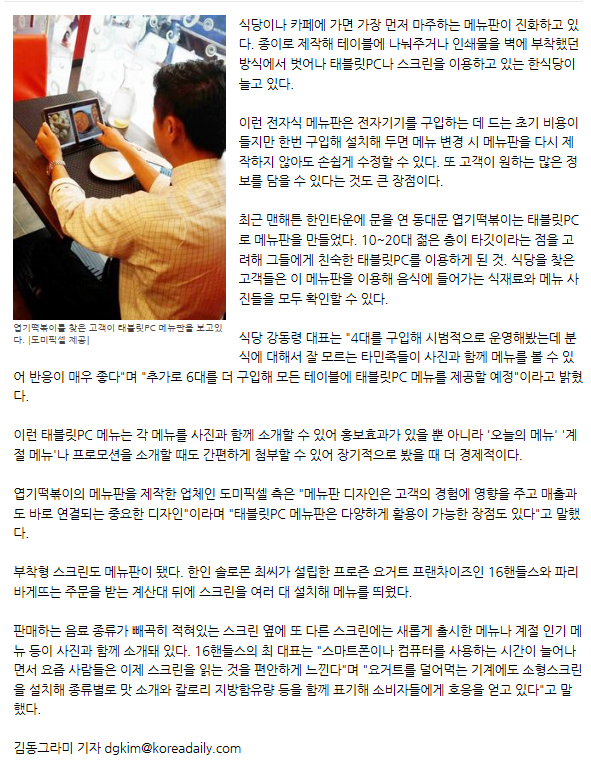 식당이나 카페에 가면 가장 먼저 마주하는 메뉴판이 진화하고 있
다. 종이로 제작해 테이블에 나눠주거나 인쇄물을 벽에 부착했던
방식에서 벗어나 태블릿PC나 스크린을 이용하고 있는 한식당이
늘고 있다.
이런 전자식 메뉴판은 전자기기를 구입하는 데 드는 초기 비용이
들지만 한번 구입해 설치해 두면 메뉴 변경 시 메뉴판을 다시 제
작하지 않아도 손쉽게 수정할 수 있다. 또 고객이 원하는 많은 정
보를 담을 수 있다는 것도 큰 장점이다.
최근 맨해튼 한인타운에 문을 연 동대문 엽기떡볶이는 태블릿PC
로 메뉴판을 만들었다. 10~20대 젊은 층이 타깃이라는 점을 고
려해 그들에게 친숙한 태블릿PC를 이용하게 된 것. 식당을 찾은
고객들은 이 메뉴판을 이용해 음식에 들어가는 식재료와 메뉴 사
진들을 모두 확인할 수 있다.
엽기떡볶이를 찾은 고객이 태블릿PC 메뉴판을 보고있
다. [도미픽셀 제공]
식당 강동령 대표는 "4대를 구입해 시범적으로 운영해봤는데 분
식에 대해서 잘 모르는 타민족들이 사진과 함께 메뉴를 볼 수 있
어 반응이 매우 좋다"며 "추가로 6대를 더 구입해 모든 테이블에 태블릿PC 메뉴를 제공할 예정"이라고 밝혔
다.
이런 태블릿PC 메뉴는 각 메뉴를 사진과 함께 소개할 수 있어 홍보효과가 있을 뿐 아니라 '오늘의 메뉴' '계
절 메뉴'나 프로모션을 소개할 때도 간편하게 첨부할 수 있어 장기적으로 봤을 때 더 경제적이다.
엽기떡볶이의 메뉴판을 제작한 업체인 도미픽셀 측은 "메뉴판 디자인은 고객의 경험에 영향을 주고 매출과
도 바로 연결되는 중요한 디자인"이라며 "태블릿PC 메뉴판은 다양하게 활용이 가능한 장점도 있다"고 말했
다.
부착형 스크린도 메뉴판이 됐다. 한인 솔로몬 최씨가 설립한 프로즌 요거트 프랜차이즈인 16핸들스와 파리
바게뜨는 주문을 받는 계산대 뒤에 스크린을 여러 대 설치해 메뉴를 띄웠다.
판매하는 음료 종류가 빼곡히 적혀있는 스크린 옆에 또 다른 스크린에는 새롭게 출시한 메뉴나 계절 인기 메
뉴 등이 사진과 함께 소개돼 있다. 16핸들스의 최 대표는 "스마트폰이나 컴퓨터를 사용하는 시간이 늘어나
면서 요즘 사람들은 이제 스크린을 읽는 것을 편안하게 느낀다"며 "요거트를 덜어먹는 기계에도 소형스크린
을 설치해 종류별로 맛 소개와 칼로리 지방함유량 등을 함께 표기해 소비자들에게 호응을 얻고 있다"고 말
했다.
김동그라미 기자 dgkim@koreadaily.com